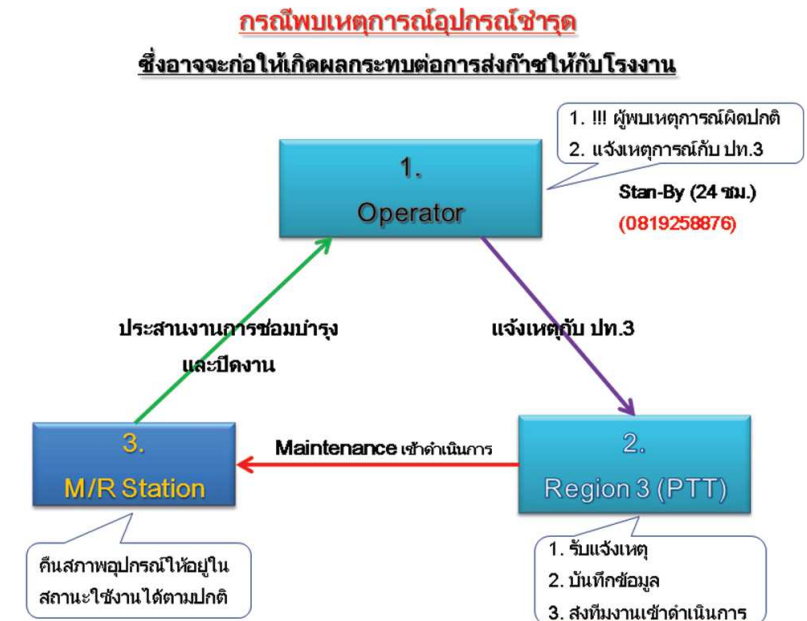 กรณีพบเหตุการณ์อุปกรณ์ชำรุด
ซึ่งอาจจะก่อให้เกิดผลกระทบต่อการส่งก๊าซให้กับโรงงาน
1. !!! ผู้พบเหตุการณ์ผิดปกติ
2. แจ้งเหตุการณ์กับ ปท.3
1.
Operator
Stan-By (24 ชม.)
(0819258876)
ประสานงานการซ่อมบำรุง
และปิดงาน
แจ้งเหตุกับ ปท.3
3.
M/R Station
Maintenance เข้าดำเนินการ
2.
Region 3 (PTT)
คืนสภาพอุปกรณ์ให้อยู่ใน
สถานะใช้งานได้ตามปกติ
1. รับแจ้งเหตุ
2. บันทึกข้อมูล
3. ส่งทีมงานเข้าดำเนินการ